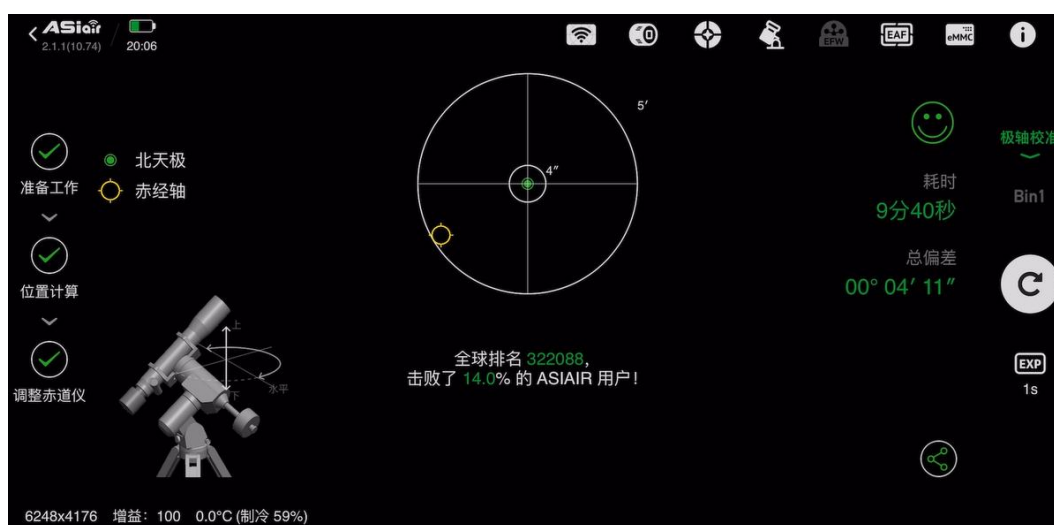 ASiair
2.1.1(10.74)
20:06
EFW
EAF
eMMC
北天极
赤经轴
准备工作
位置计算
调整赤道仪
上
下
水平
5′
4″
耗时
9分40秒
总偏差
00° 04′ 11″
极轴校准
Bin1
EXP
1s
全球排名 322088,
击败了 14.0% 的 ASIAIR 用户!
6248x4176 增益: 100 0.0°C (制冷 59%)